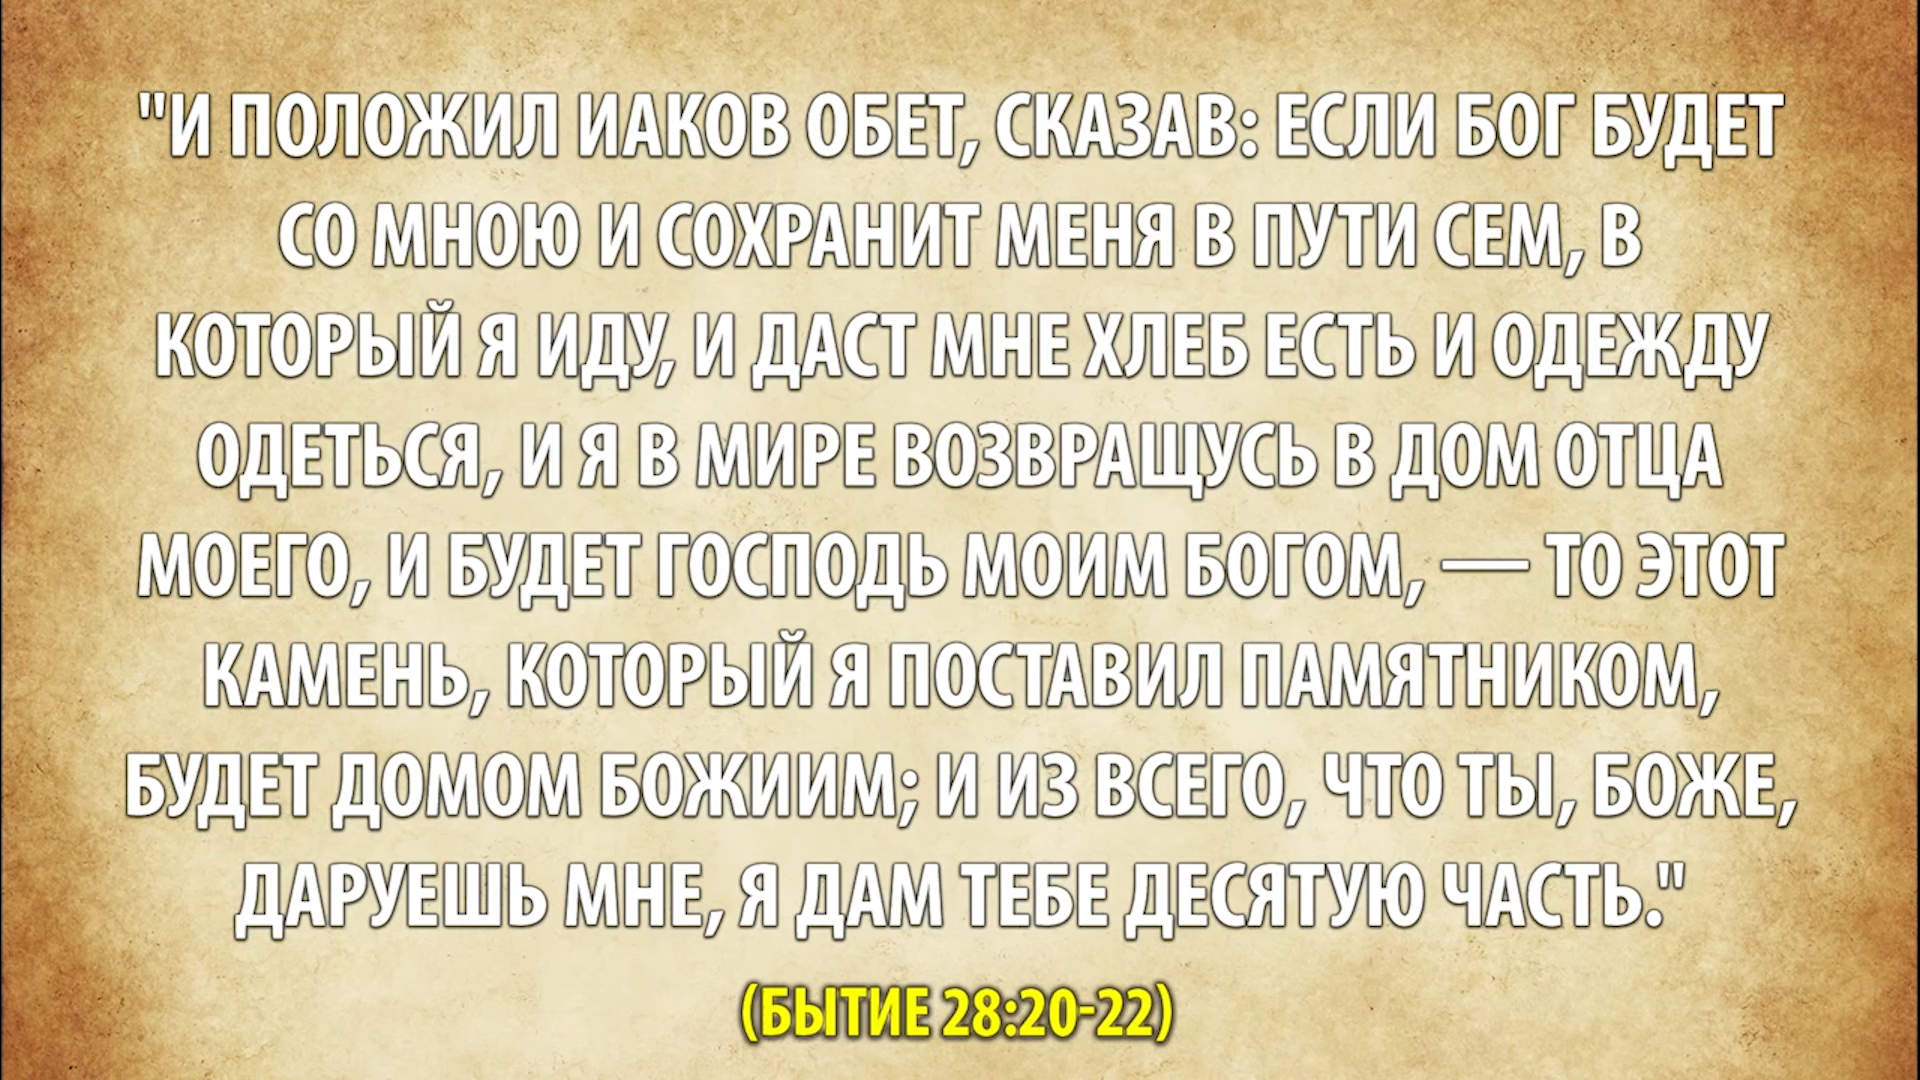 "И ПОЛОЖИЛ ИАКОВ ОБЕТ, СКАЗАВ: ЕСЛИ БОГ БУДЕТ
СО МНОЮ И СОХРАНИТ МЕНЯ В ПУТИ СЕМ, В
КОТОРЫЙ Я ИДУ, И ДАСТ МНЕ ХЛЕБ ЕСТЬ И ОДЕЖДУ
ОДЕТЬСЯ, И Я В МИРЕ ВОЗВРАЩУСЬ В ДОМ ОТЦА
МОЕГО, И БУДЕТ ГОСПОДЬ МОИМ БОГОМ, — ТО ЭТОТ
КАМЕНЬ, КОТОРЫЙ Я ПОСТАВИЛ ПАМЯТНИКОМ,
БУДЕТ ДОМОМ БОЖИИМ; И ИЗ ВСЕГО, ЧТО ТЫ, БОЖЕ,
ДАРУЕШЬ МНЕ, Я ДАМ ТЕБЕ ДЕСЯТУЮ ЧАСТЬ."
(БЫТИЕ 28:20-22)